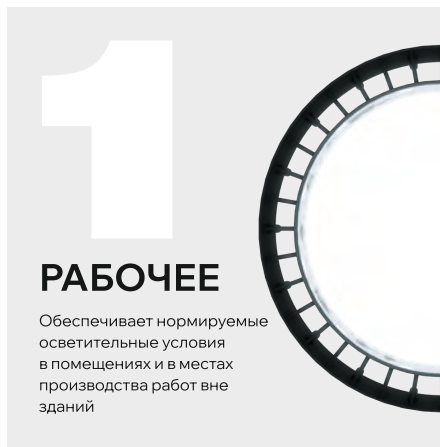 1
РАБОЧЕЕ
Обеспечивает нормируемые
осветительные условия
в помещениях и в местах
производства работ вне
зданий